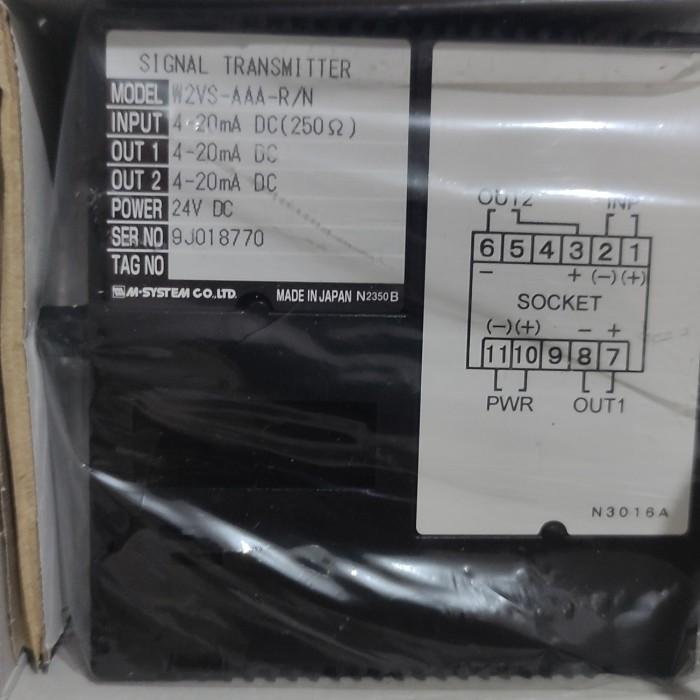 SIGNAL TRANSMITTER
MODEL W2VS-AAA-R/N
INPUT 4-20mA DC(250Ω)
OUT 1 4-20mA DC
OUT 2 4-20mA DC
POWER 24V DC
SER NO 9J018770
TAG NO
M-SYSTEM CO.,LTD. MADE IN JAPAN N2350B
OUT2 INP
6 5 4 3 2 1
− + (−) (+)
SOCKET
(−) (+) − +
11 10 9 8 7
PWR OUT1
N3016A